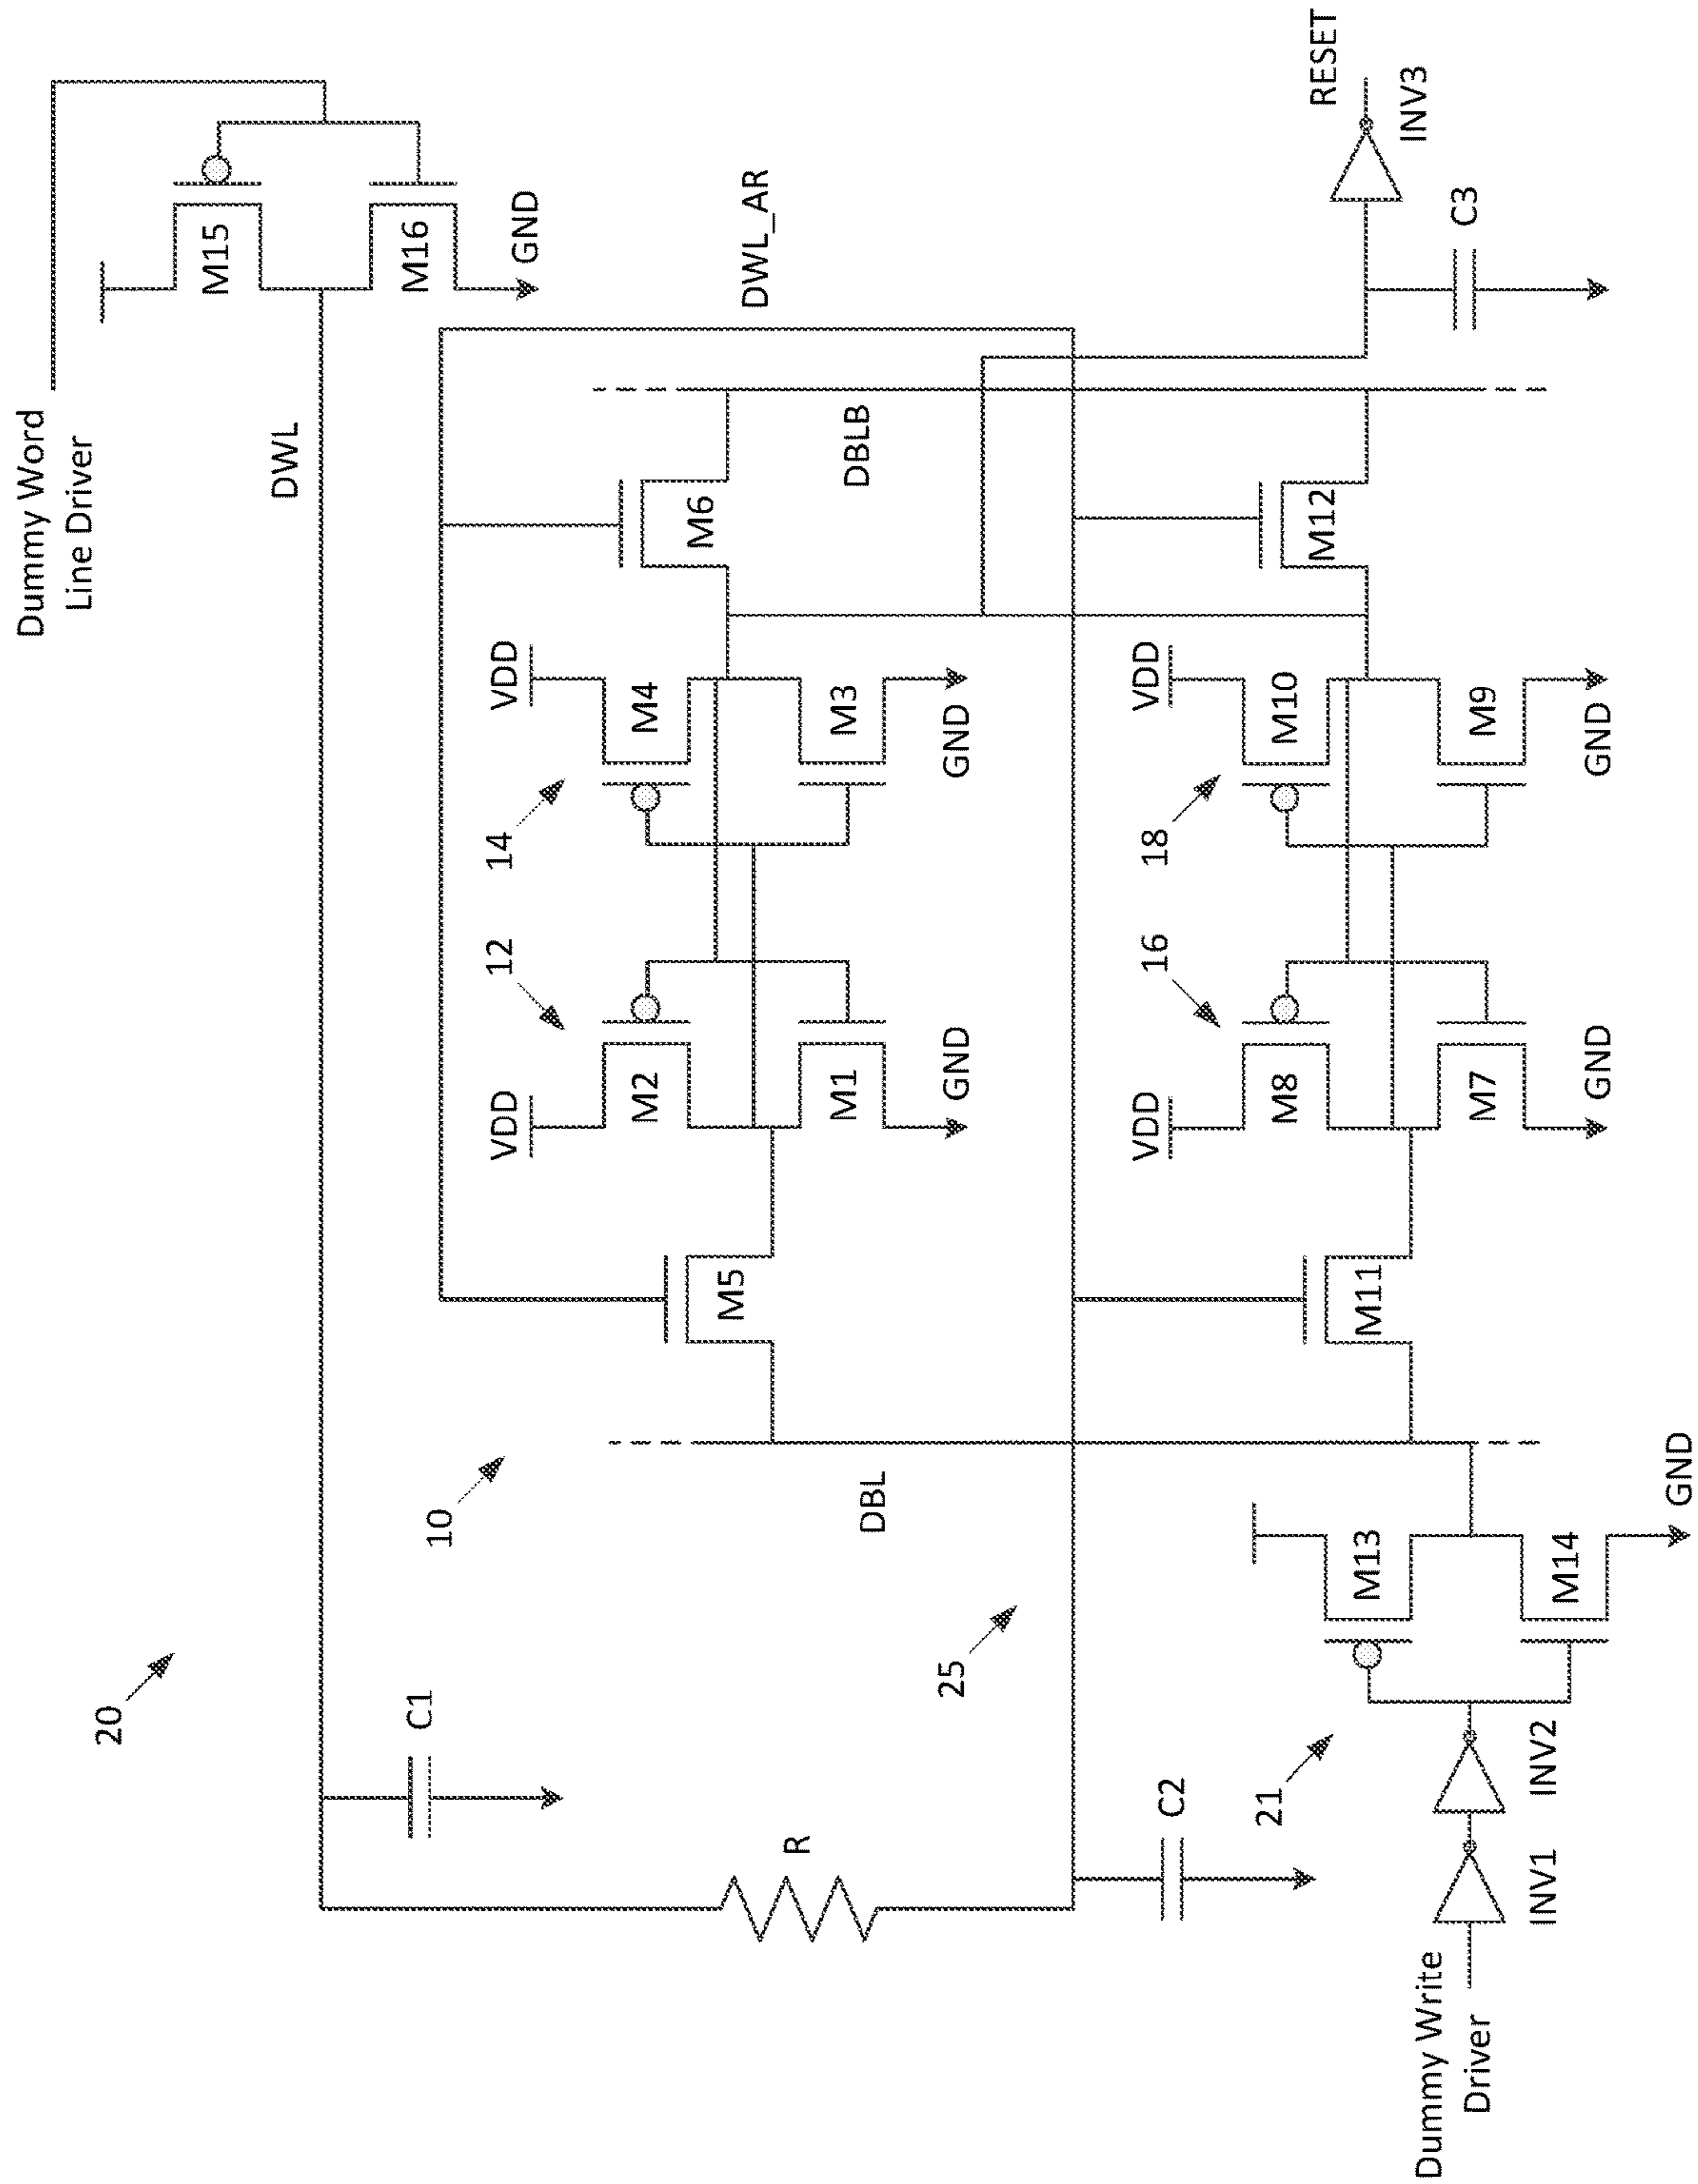 Dummy Word
Line Driver
DWL
M15
M16
GND
DWL_AR
RESET
INV3
C3
20
C1
R
10
25
12
14
VDD
VDD
M2
M4
M1
M3
GND
GND
M5
M6
DBL
DBLB
16
18
VDD
VDD
M8
M10
M7
M9
GND
GND
M11
M12
C2
21
M13
M14
GND
INV1
INV2
Dummy Write
Driver